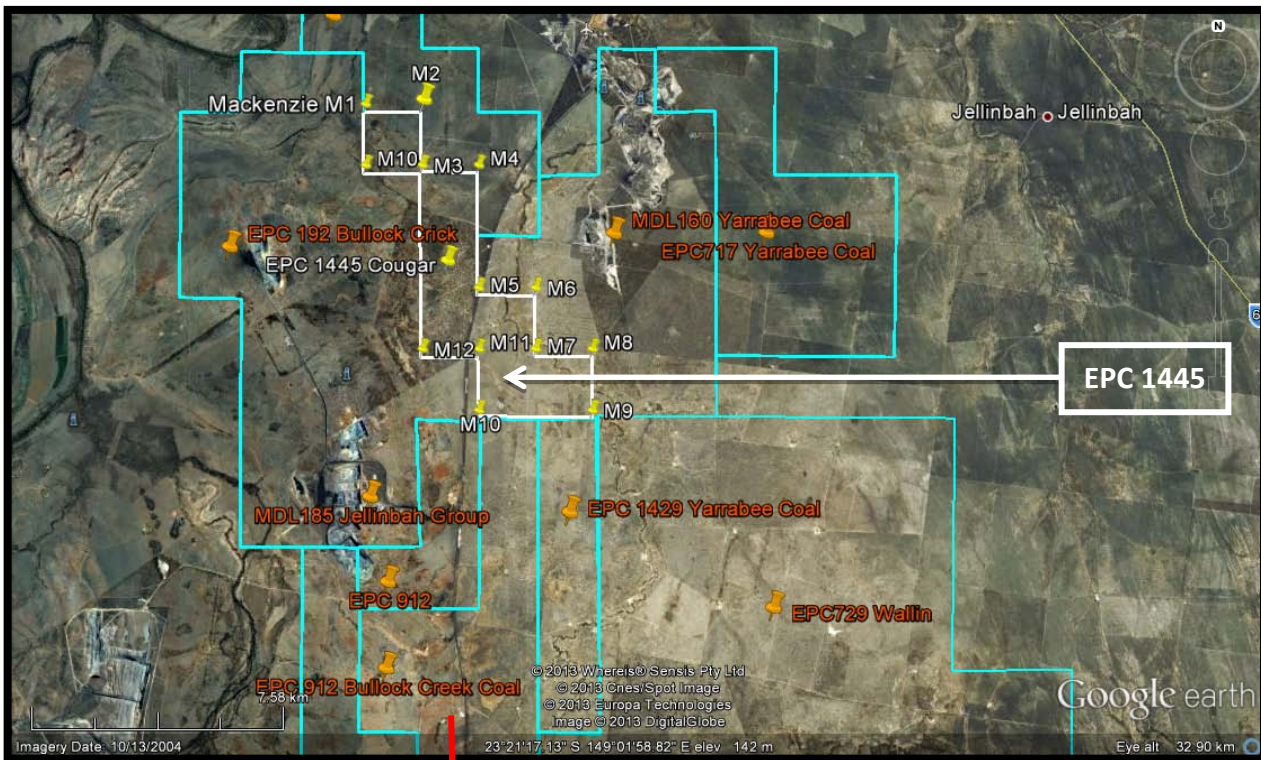 N
M2
Mackenzie M1
Jellinbah Jellinbah
M10
M3
M4
MDL160 Yarrabee Coal
EPC 192 Bullock Crick
EPC717 Yarrabee Coal
EPC 1445 Cougar
M5
M6
6
M12
M11
M7
M8
EPC 1445
M10
M9
MDL185 Jellinbah Group
EPC 1429 Yarrabee Coal
EPC 912
EPC729 Wallin
EPC 912 Bullock Creek Coal
7.58 km
© 2013 Whereis® Sensis Pty Ltd
© 2013 Cnes/Spot Image
© 2013 Europa Technologies
Image © 2013 DigitalGlobe
Google earth
Imagery Date: 10/13/2004
23°21'17.13" S 149°01'58.82" E elev 142 m
Eye alt 32.90 km